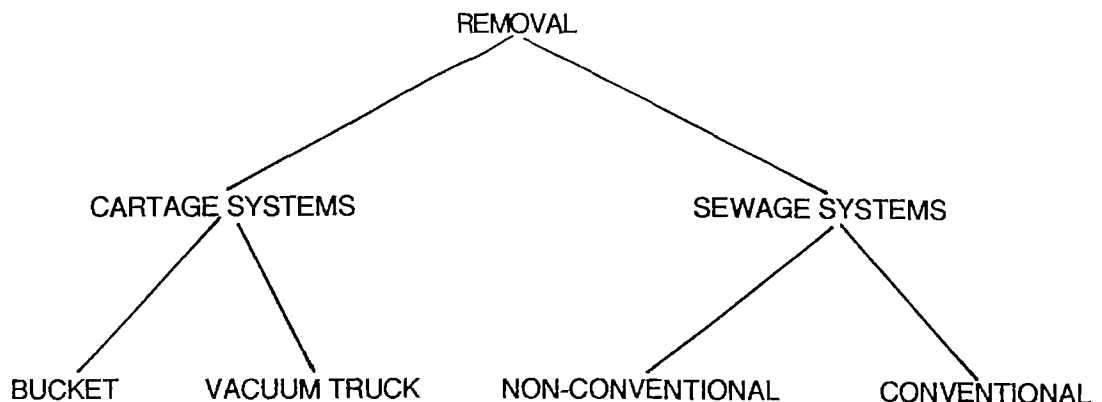 REMOVAL
CARTAGE SYSTEMS
SEWAGE SYSTEMS
BUCKET
VACUUM TRUCK
NON-CONVENTIONAL
CONVENTIONAL